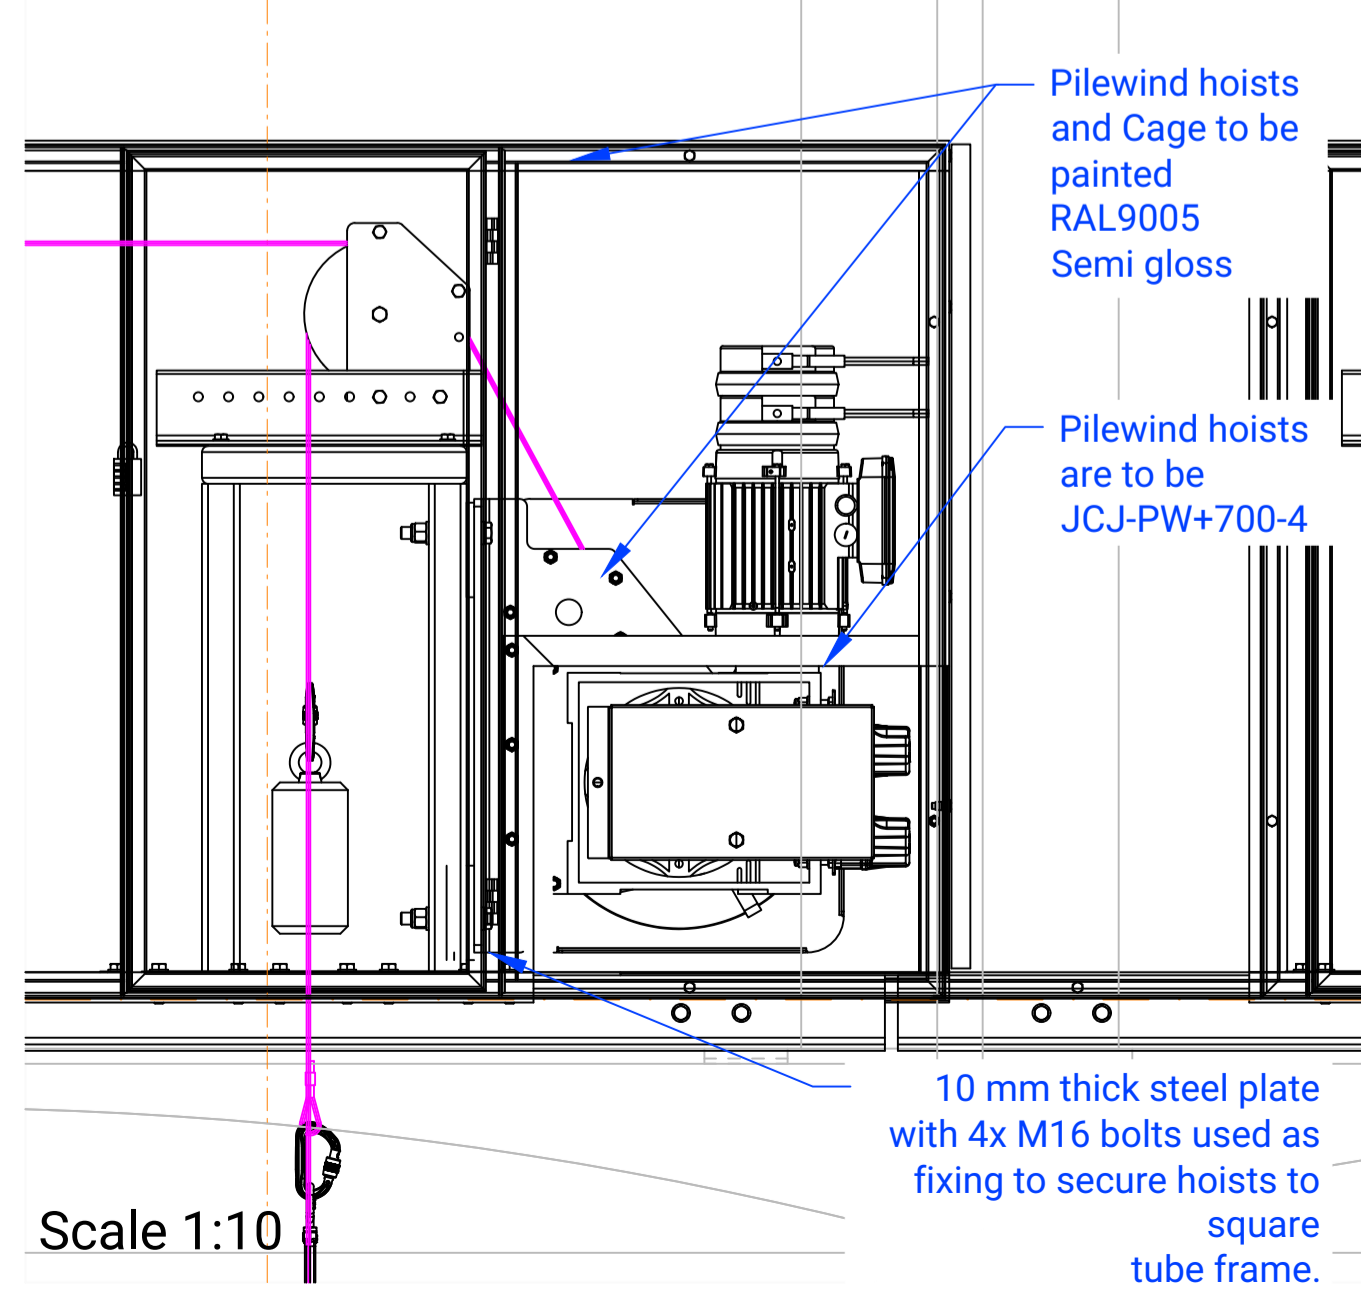 Pilewind hoists
and Cage to be
painted
RAL9005
Semi gloss
Pilewind hoists
are to be
JCJ-PW+700-4
10 mm thick steel plate
with 4x M16 bolts used as
fixing to secure hoists to
square
tube frame.
Scale 1:10